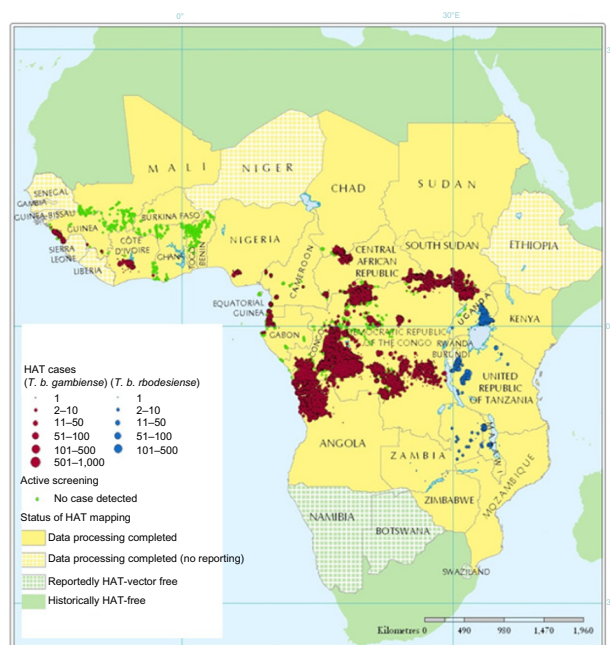 0°
30°E
MALI
NIGER
CHAD
SUDAN
SENEGAL
GAMBIA
GUINEA-BISSAU
GUINEA
BURKINA FASO
SIERRA
LEONE
LIBERIA
CÔTE
D'IVOIRE
GHANA
TOGO
BENIN
NIGERIA
CAMEROON
CENTRAL
AFRICAN
REPUBLIC
SOUTH SUDAN
ETHIOPIA
EQUATORIAL
GUINEA
GABON
CONGO
DEMOCRATIC REPUBLIC
OF THE CONGO
UGANDA
KENYA
RWANDA
BURUNDI
UNITED
REPUBLIC
OF TANZANIA
ANGOLA
ZAMBIA
MALAWI
MOZAMBIQUE
ZIMBABWE
NAMIBIA
BOTSWANA
SWAZILAND
0
3
HAT cases
(T. b. gambiense) (T. b. rhodesiense)
1 1
2–10 2–10
11–50 11–50
51–100 51–100
101–500 101–500
501–1,000
Active screening
No case detected
Status of HAT mapping
Data processing completed
Data processing completed (no reporting)
Reportedly HAT-vector free
Historically HAT-free
Kilometres 0 490 980 1,470 1,960